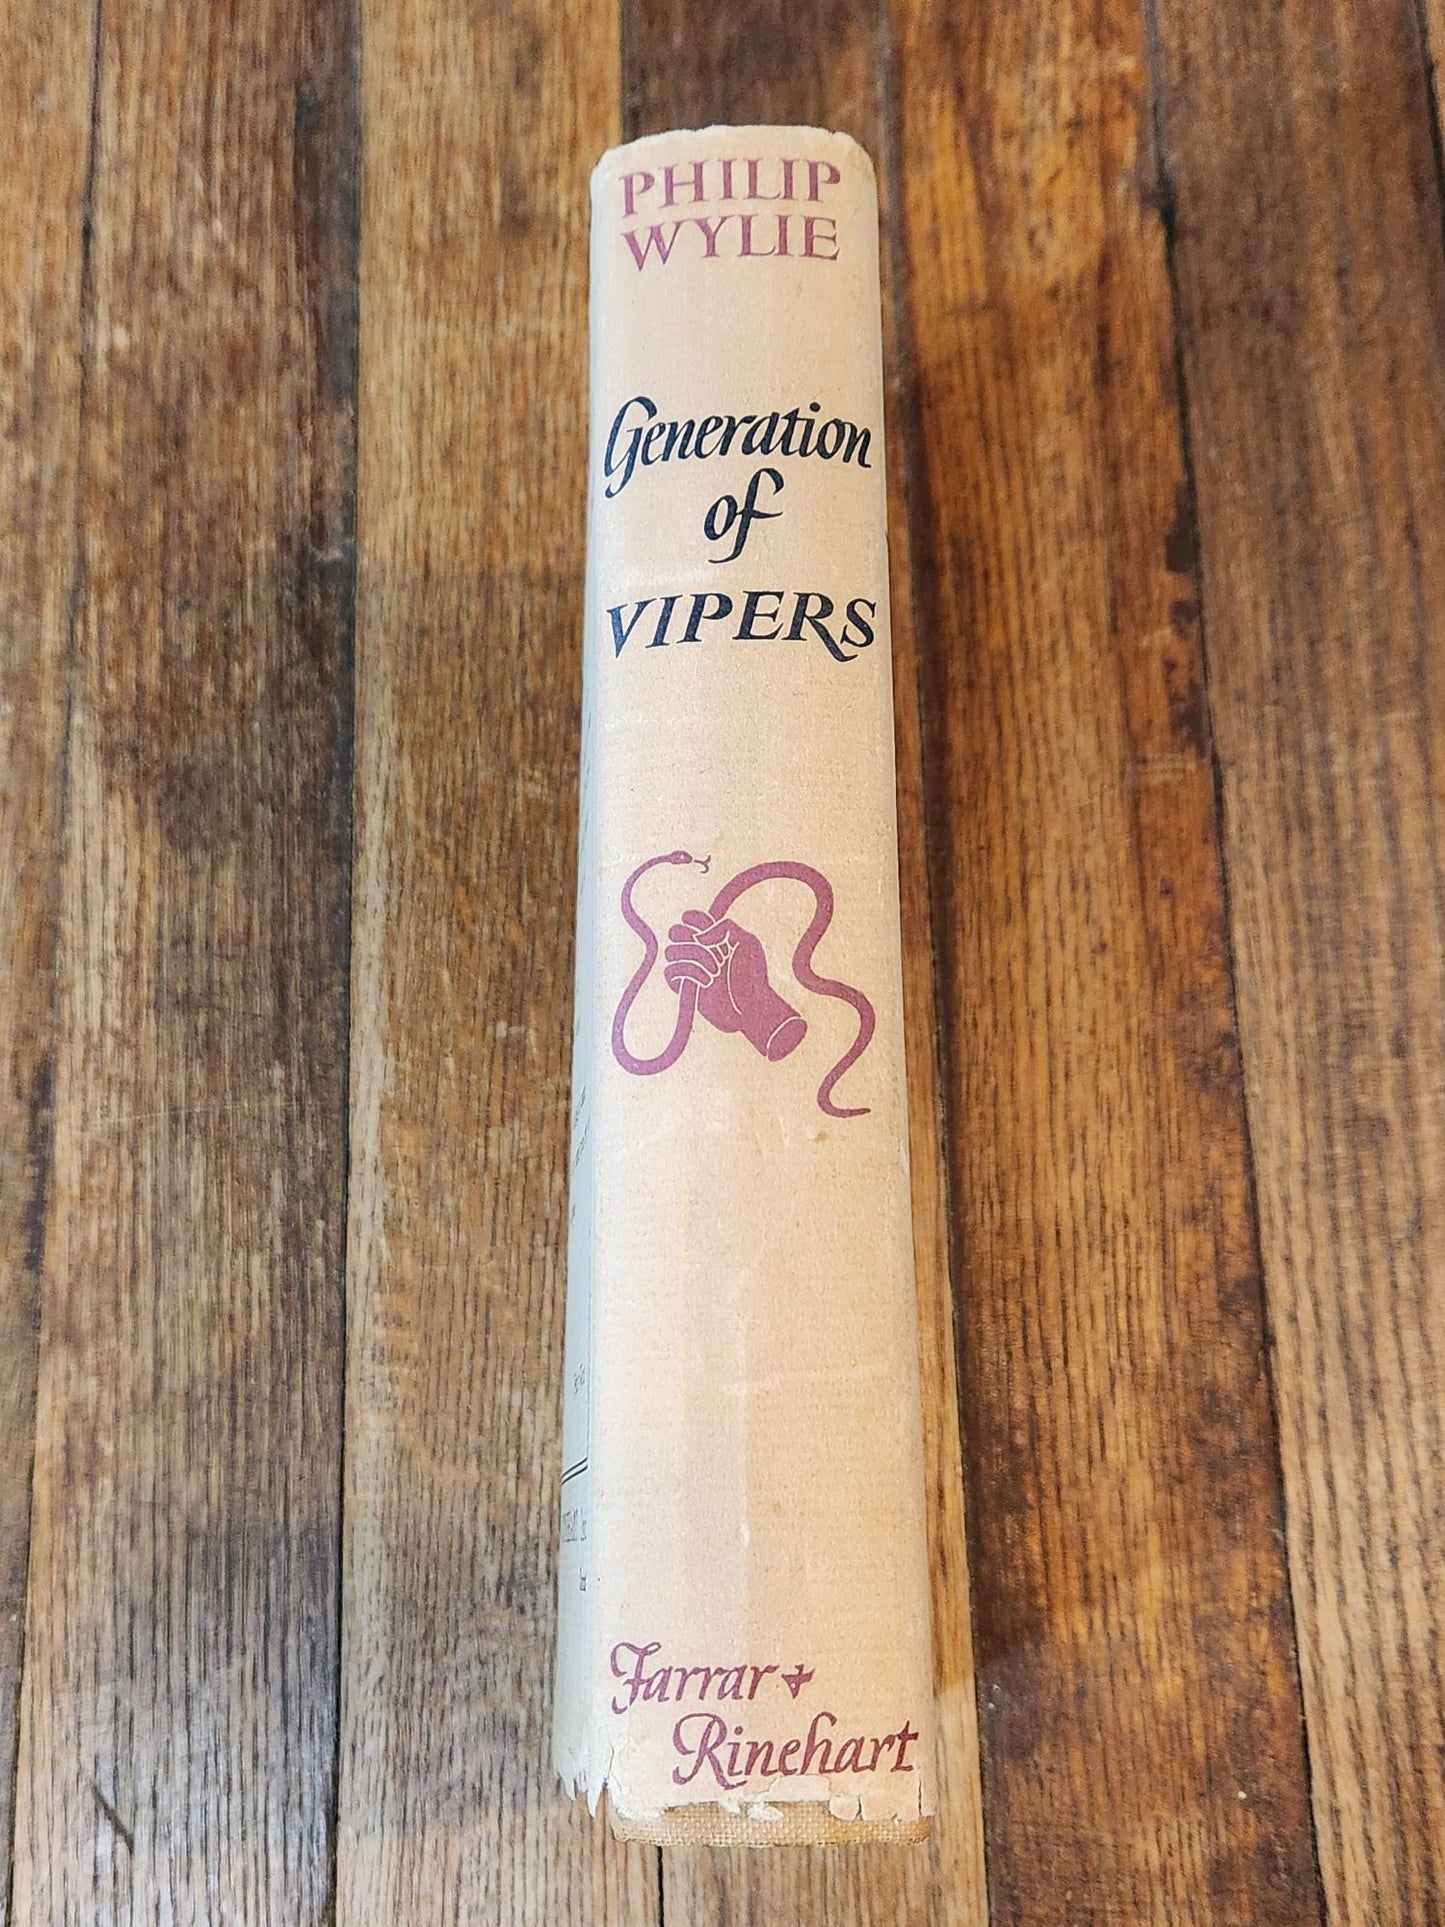 PHILIP
WYLIE
Generation
of
VIPERS
Farrar +
Rinehart